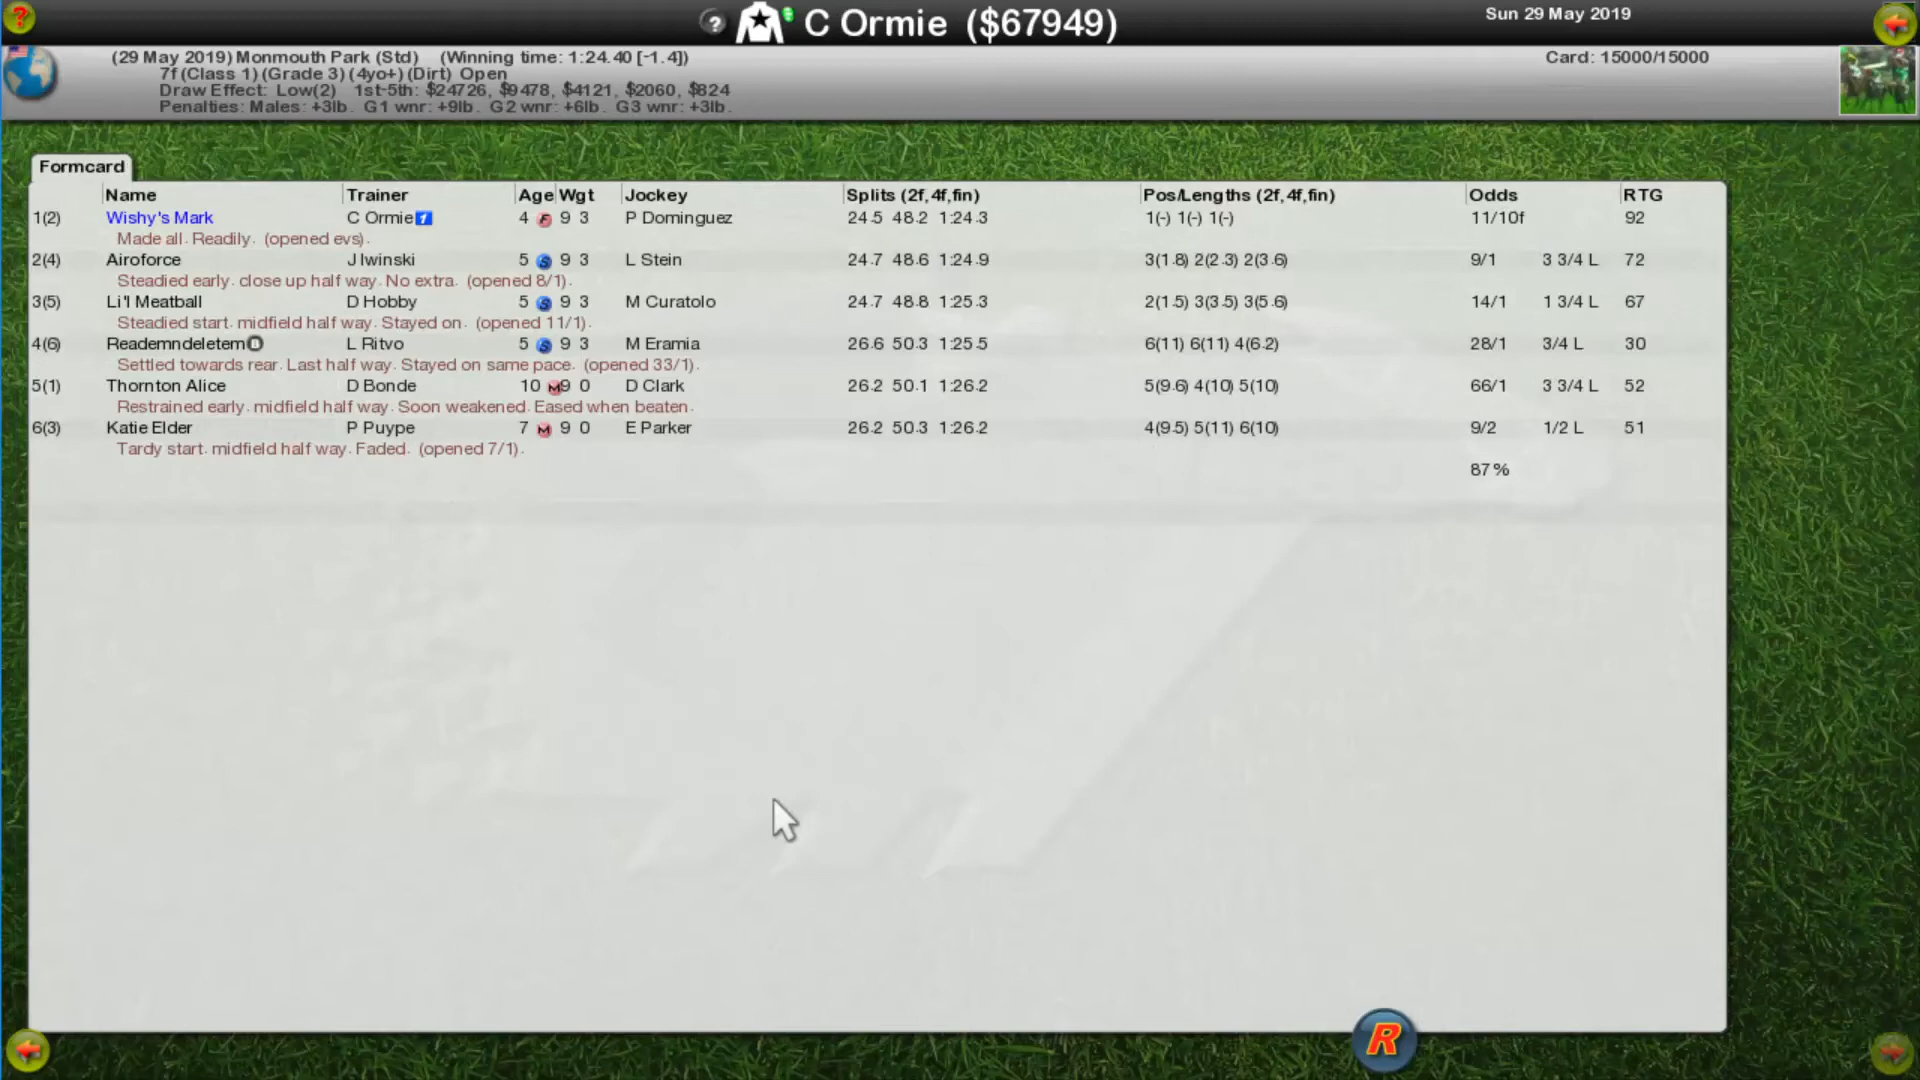 C Ormie ($67949)
Sun 29 May 2019
(29 May 2019) Monmouth Park (Std) (Winning time: 1:24.40 [-1.4])
Card: 15000/15000
7f (Class 1) (Grade 3) (4yo+) (Dirt) Open
Draw Effect: Low(2) 1st-5th: $24726, $9478, $4121, $2060, $824
Penalties: Males: +3lb. G1 wnr: +9lb. G2 wnr: +6lb. G3 wnr: +3lb.
Formcard
Name Trainer Age Wgt Jockey Splits (2f,4f,fin) Pos/Lengths (2f,4f,fin) Odds RTG
1(2) Wishy's Mark C Ormie 1 4 F 9 3 P Dominguez 24.5 48.2 1:24.3 1(-) 1(-) 1(-) 11/10f 92
Made all. Readily. (opened evs).
2(4) Airoforce J Iwinski 5 S 9 3 L Stein 24.7 48.6 1:24.9 3(1.8) 2(2.3) 2(3.6) 9/1 3 3/4 L 72
Steadied early. close up half way. No extra. (opened 8/1).
3(5) Li'l Meatball D Hobby 5 S 9 3 M Curatolo 24.7 48.8 1:25.3 2(1.5) 3(3.5) 3(5.6) 14/1 1 3/4 L 67
Steadied start. midfield half way. Stayed on. (opened 11/1).
4(6) Reademndeletem B L Ritvo 5 S 9 3 M Eramia 26.6 50.3 1:25.5 6(11) 6(11) 4(6.2) 28/1 3/4 L 30
Settled towards rear. Last half way. Stayed on same pace. (opened 33/1).
5(1) Thornton Alice D Bonde 10 M 9 0 D Clark 26.2 50.1 1:26.2 5(9.6) 4(10) 5(10) 66/1 3 3/4 L 52
Restrained early. midfield half way. Soon weakened. Eased when beaten.
6(3) Katie Elder P Puype 7 M 9 0 E Parker 26.2 50.3 1:26.2 4(9.5) 5(11) 6(10) 9/2 1/2 L 51
Tardy start. midfield half way. Faded. (opened 7/1).
87%
R